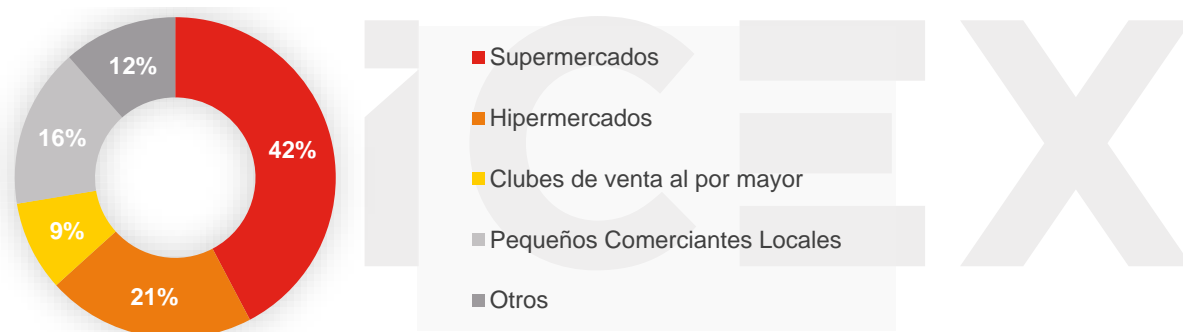 12%
16%
42%
9%
21%
Supermercados
Hipermercados
Clubes de venta al por mayor
Pequeños Comerciantes Locales
Otros
iCEX